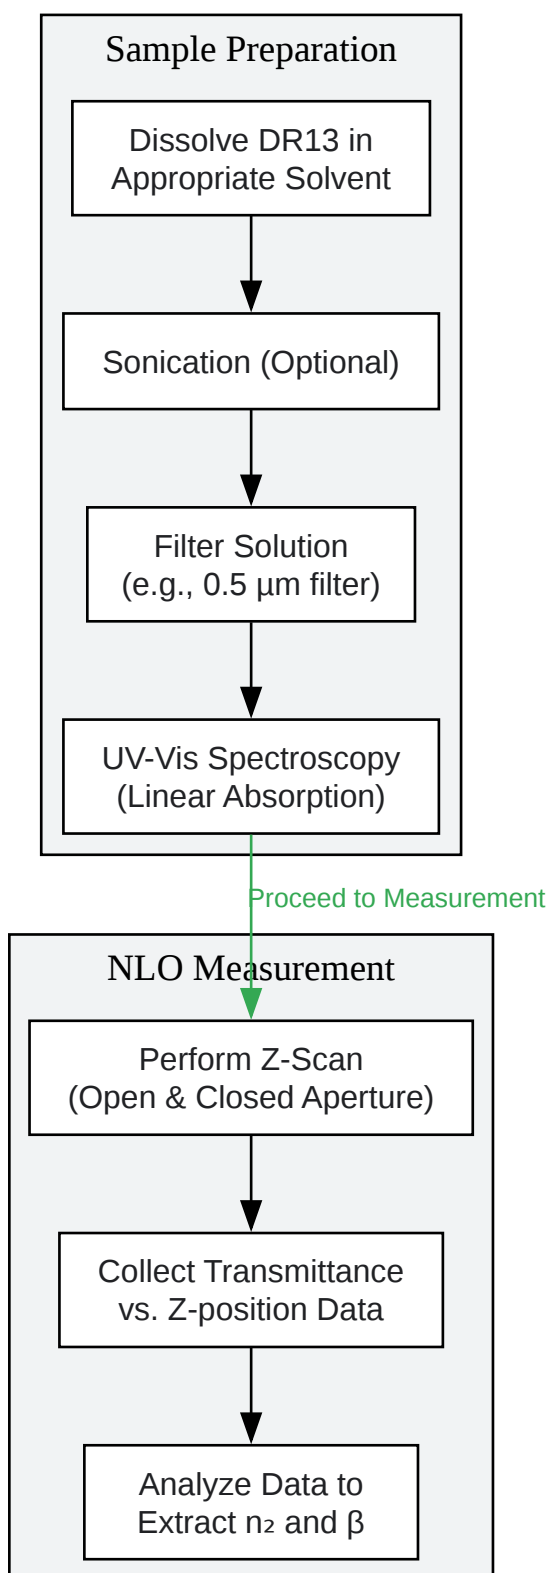 Sample Preparation
Dissolve DR13 in
Appropriate Solvent
Sonication (Optional)
Filter Solution
(e.g., 0.5 µm filter)
UV-Vis Spectroscopy
(Linear Absorption)
Proceed to Measurement
NLO Measurement
Perform Z-Scan
(Open & Closed Aperture)
Collect Transmittance
vs. Z-position Data
Analyze Data to
Extract n₂ and β